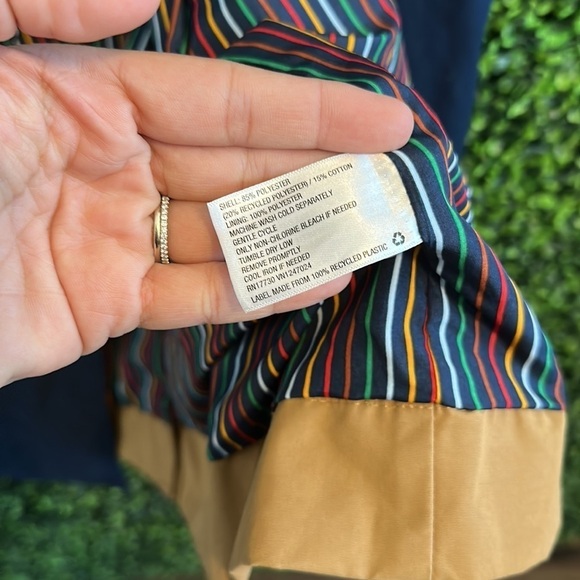 SHELL: 85% POLYESTER
(20% RECYCLED POLYESTER) / 15% COTTON
LINING: 100% POLYESTER
MACHINE WASH COLD SEPARATELY
GENTLE CYCLE
ONLY NON-CHLORINE BLEACH IF NEEDED
TUMBLE DRY LOW
REMOVE PROMPTLY
COOL IRON IF NEEDED
RN17730 VN1247024
LABEL MADE FROM 100% RECYCLED PLASTIC